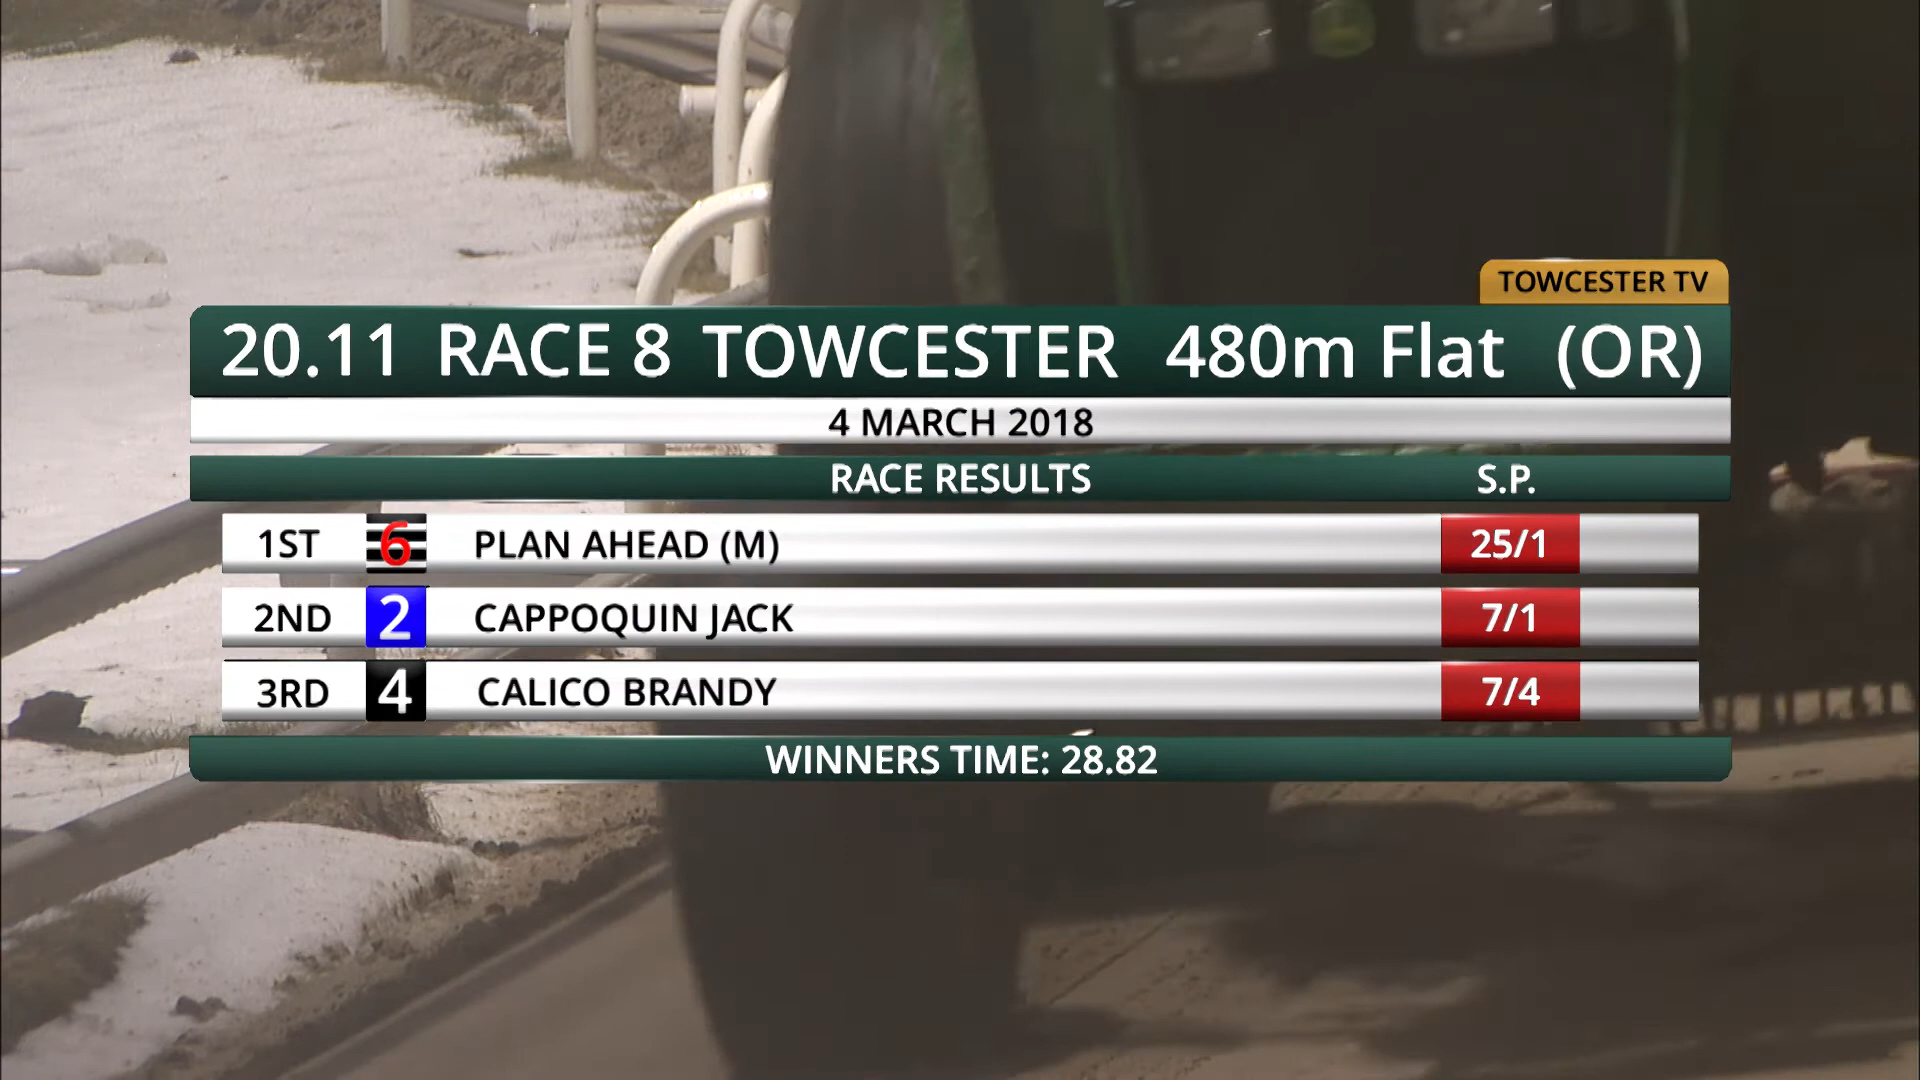 TOWCESTER TV
20.11 RACE 8 TOWCESTER 480m Flat (OR)
4 MARCH 2018
RACE RESULTS S.P.
1ST 6 PLAN AHEAD (M) 25/1
2ND 2 CAPPOQUIN JACK 7/1
3RD 4 CALICO BRANDY 7/4
WINNERS TIME: 28.82